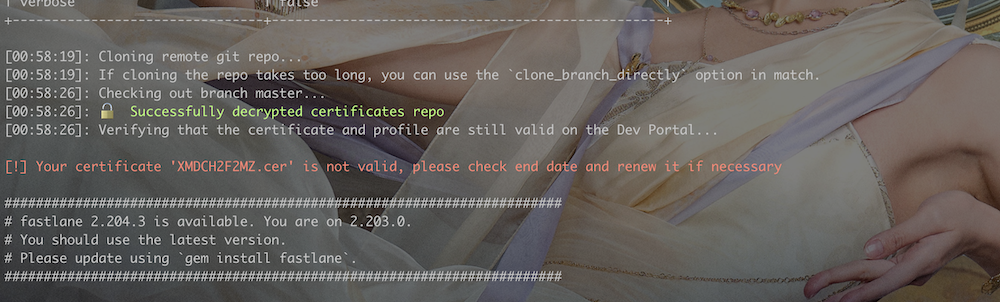 | verbose | false |
+--------------------------------+--------------------------------------------------+
[00:58:19]: Cloning remote git repo...
[00:58:19]: If cloning the repo takes too long, you can use the `clone_branch_directly` option in match.
[00:58:26]: Checking out branch master...
[00:58:26]: 🔓 Successfully decrypted certificates repo
[00:58:26]: Verifying that the certificate and profile are still valid on the Dev Portal...
[!] Your certificate 'XMDCH2F2MZ.cer' is not valid, please check end date and renew it if necessary
#######################################################################
# fastlane 2.204.3 is available. You are on 2.203.0.
# You should use the latest version.
# Please update using `gem install fastlane`.
#######################################################################